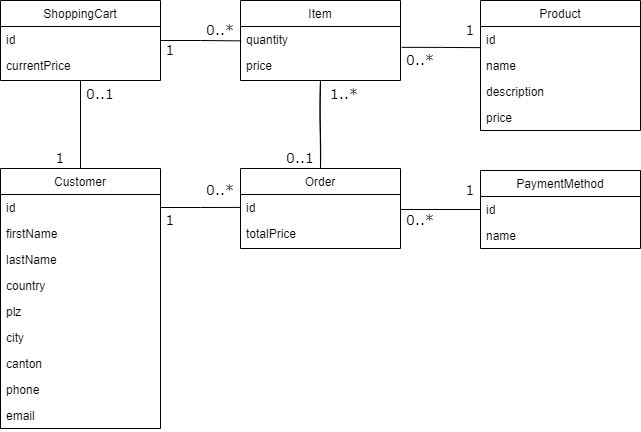 ShoppingCart
id
currentPrice
0..*
1
Item
quantity
price
1
0..*
Product
id
name
description
price
0..1
1
1..*
0..1
Customer
id
firstName
lastName
country
plz
city
canton
phone
email
0..*
1
Order
id
totalPrice
1
0..*
PaymentMethod
id
name